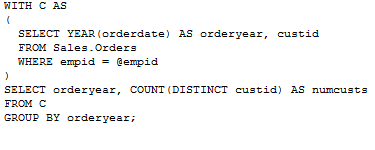 WITH C AS
(
  SELECT YEAR(orderdate) AS orderyear, custid
  FROM Sales.Orders
  WHERE empid = @empid
)
SELECT orderyear, COUNT(DISTINCT custid) AS numcusts
FROM C
GROUP BY orderyear;